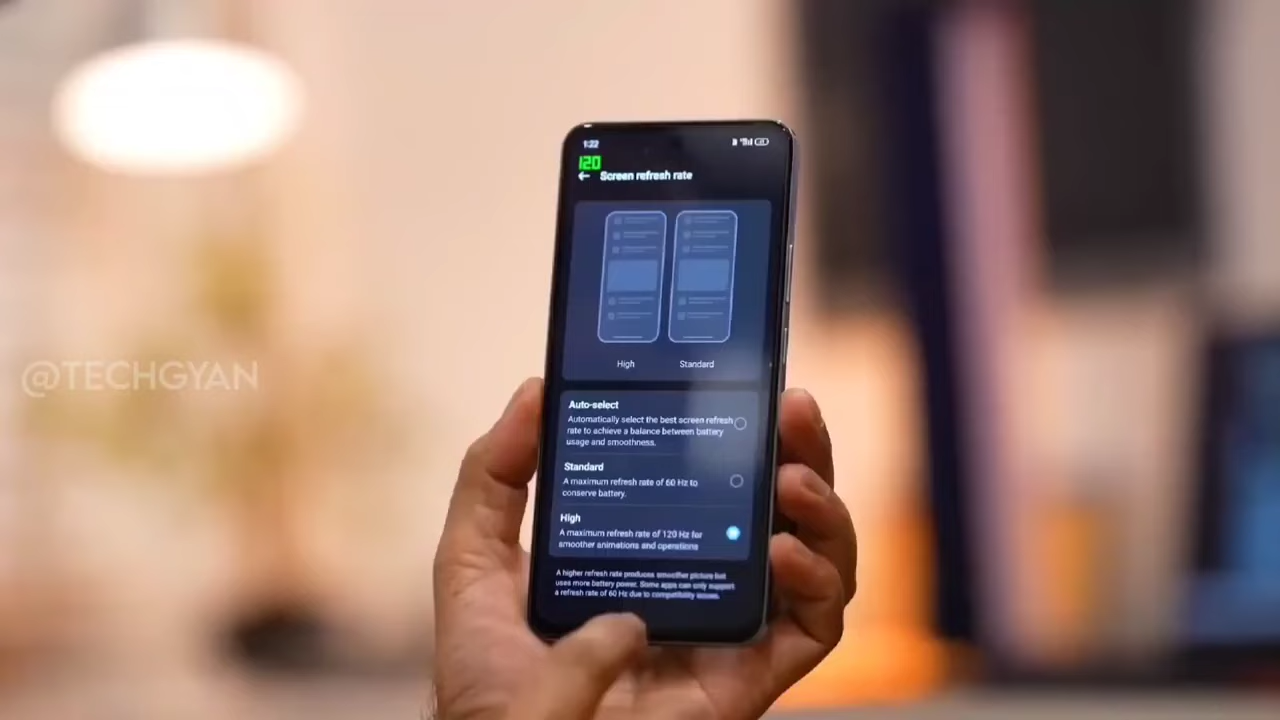 1:22
120
Screen refresh rate
High Standard
@TECHGYAN
Auto-select
Automatically select the best screen refresh
rate to achieve a balance between battery
usage and smoothness.
Standard
A maximum refresh rate of 60 Hz to
conserve battery.
High
A maximum refresh rate of 120 Hz for
smoother animations and operations
A higher refresh rate produces smoother picture but
uses more battery power. Some apps can only support
a refresh rate of 60 Hz due to compatibility issues.